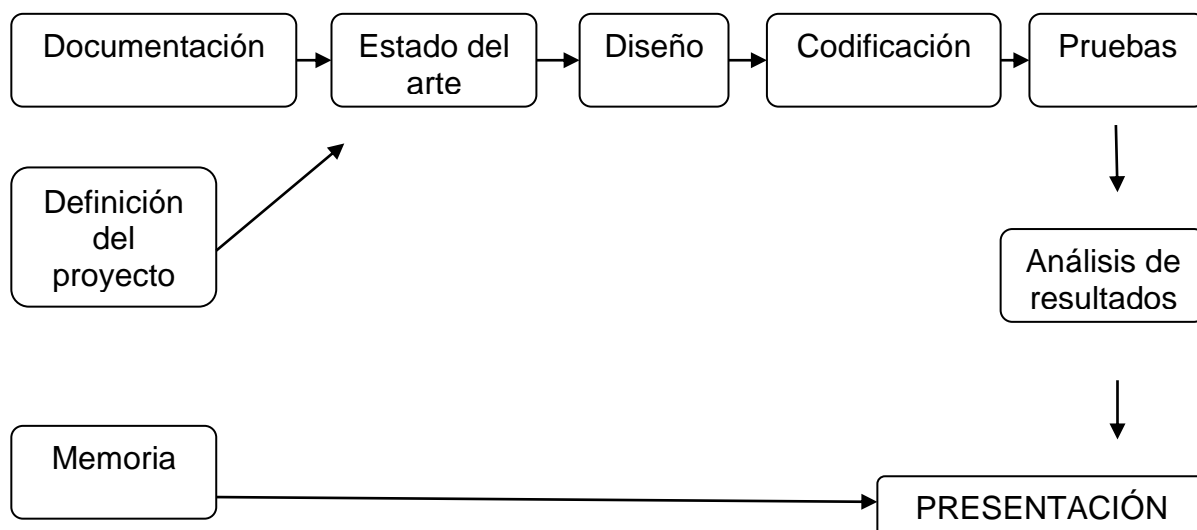 Documentación
Estado del
arte
Diseño
Codificación
Pruebas
Definición
del
proyecto
Análisis de
resultados
Memoria
PRESENTACIÓN